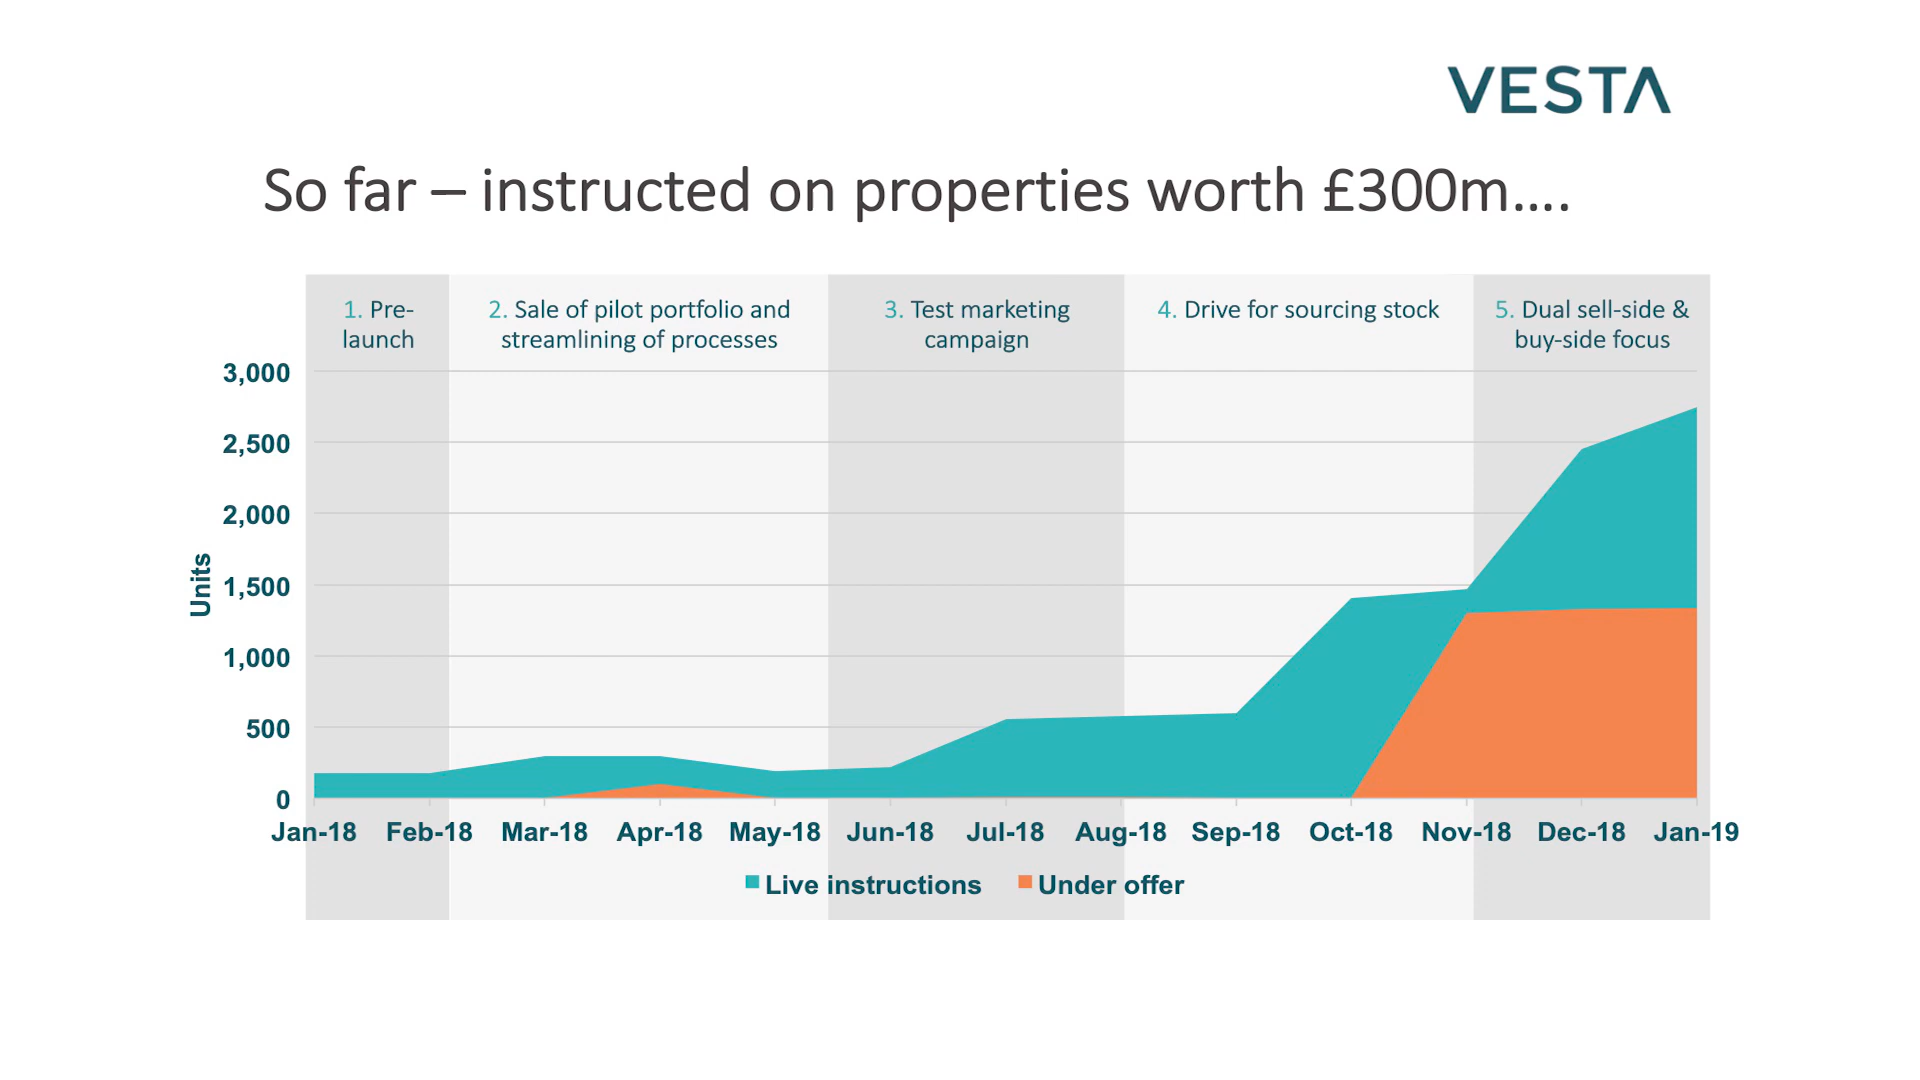 VESTA
So far – instructed on properties worth £300m....
1. Pre-
launch
2. Sale of pilot portfolio and
streamlining of processes
3. Test marketing
campaign
4. Drive for sourcing stock
5. Dual sell-side &
buy-side focus
3,000
2,500
2,000
1,500
1,000
500
0
Units
Jan-18 Feb-18 Mar-18 Apr-18 May-18 Jun-18 Jul-18 Aug-18 Sep-18 Oct-18 Nov-18 Dec-18 Jan-19
Live instructions Under offer